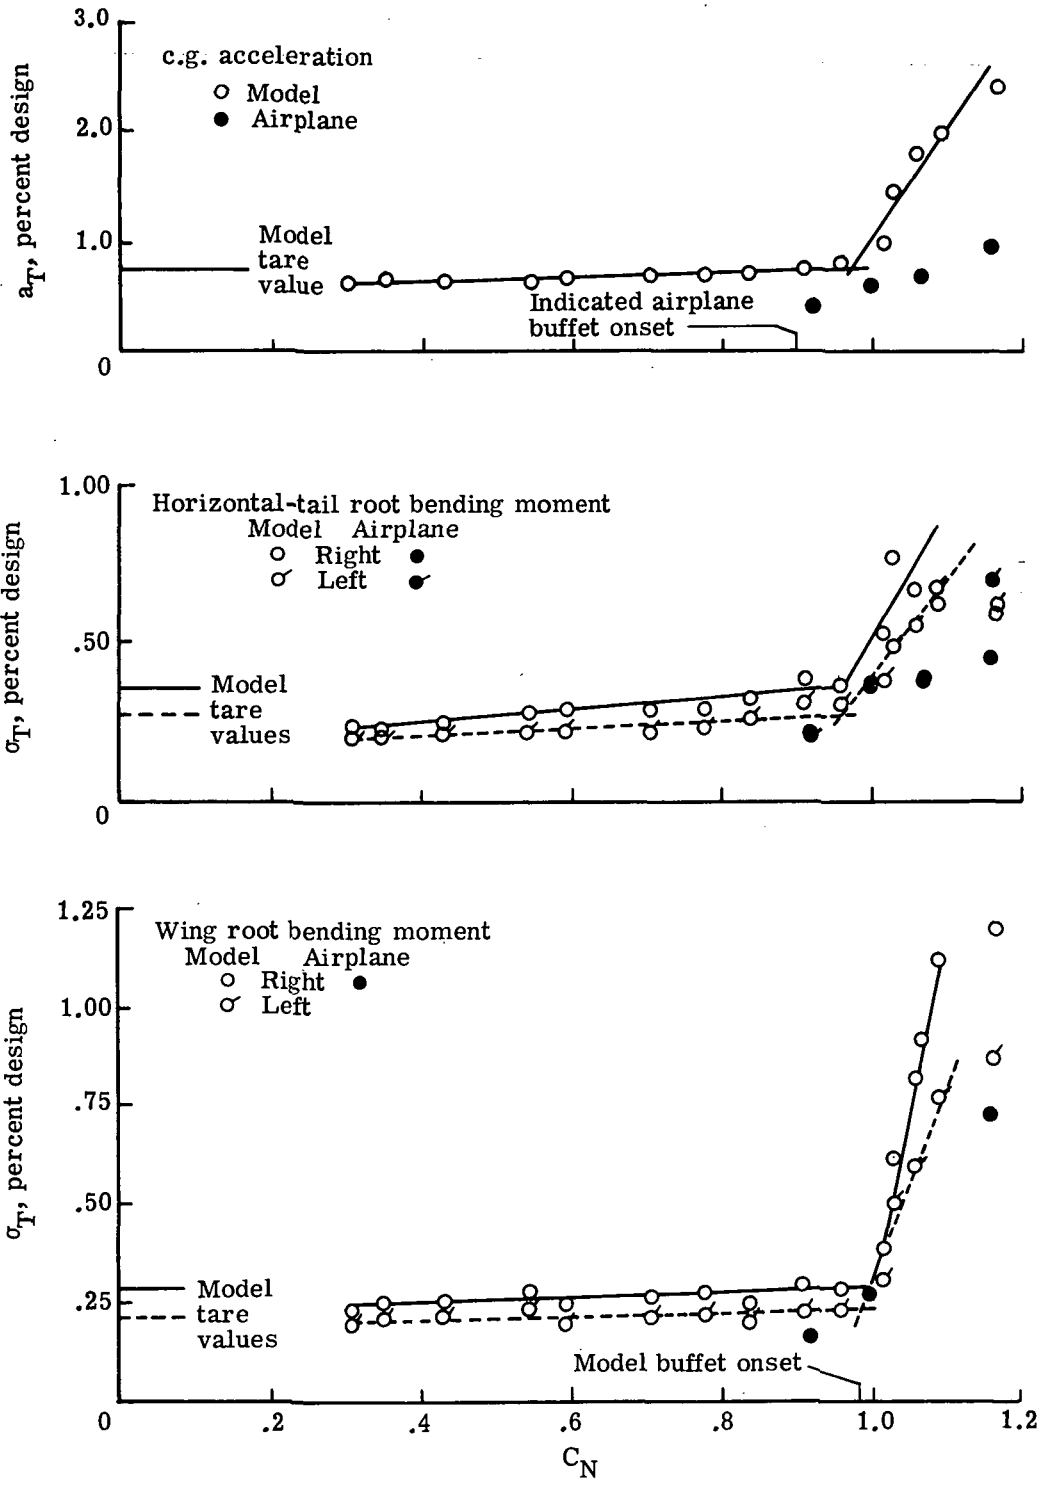 3.0
c.g. acceleration
Model
Airplane
2.0
1.0
a_T, percent design
Model
tare
value
Indicated airplane
buffet onset
0
1.00
Horizontal-tail root bending moment
Model Airplane
Right
Left
.50
σ_T, percent design
Model
tare
values
0
1.25
Wing root bending moment
Model Airplane
Right
Left
1.00
.75
.50
σ_T, percent design
Model
.25
tare
values
Model buffet onset
0 .2 .4 .6 .8 1.0 1.2
C_N